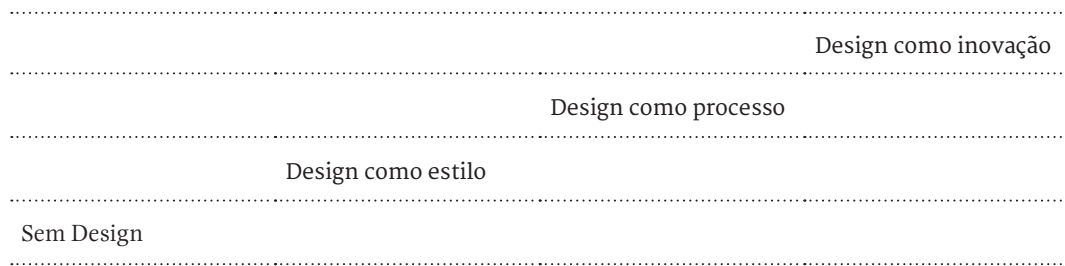 Design como inovação
Design como processo
Design como estilo
Sem Design